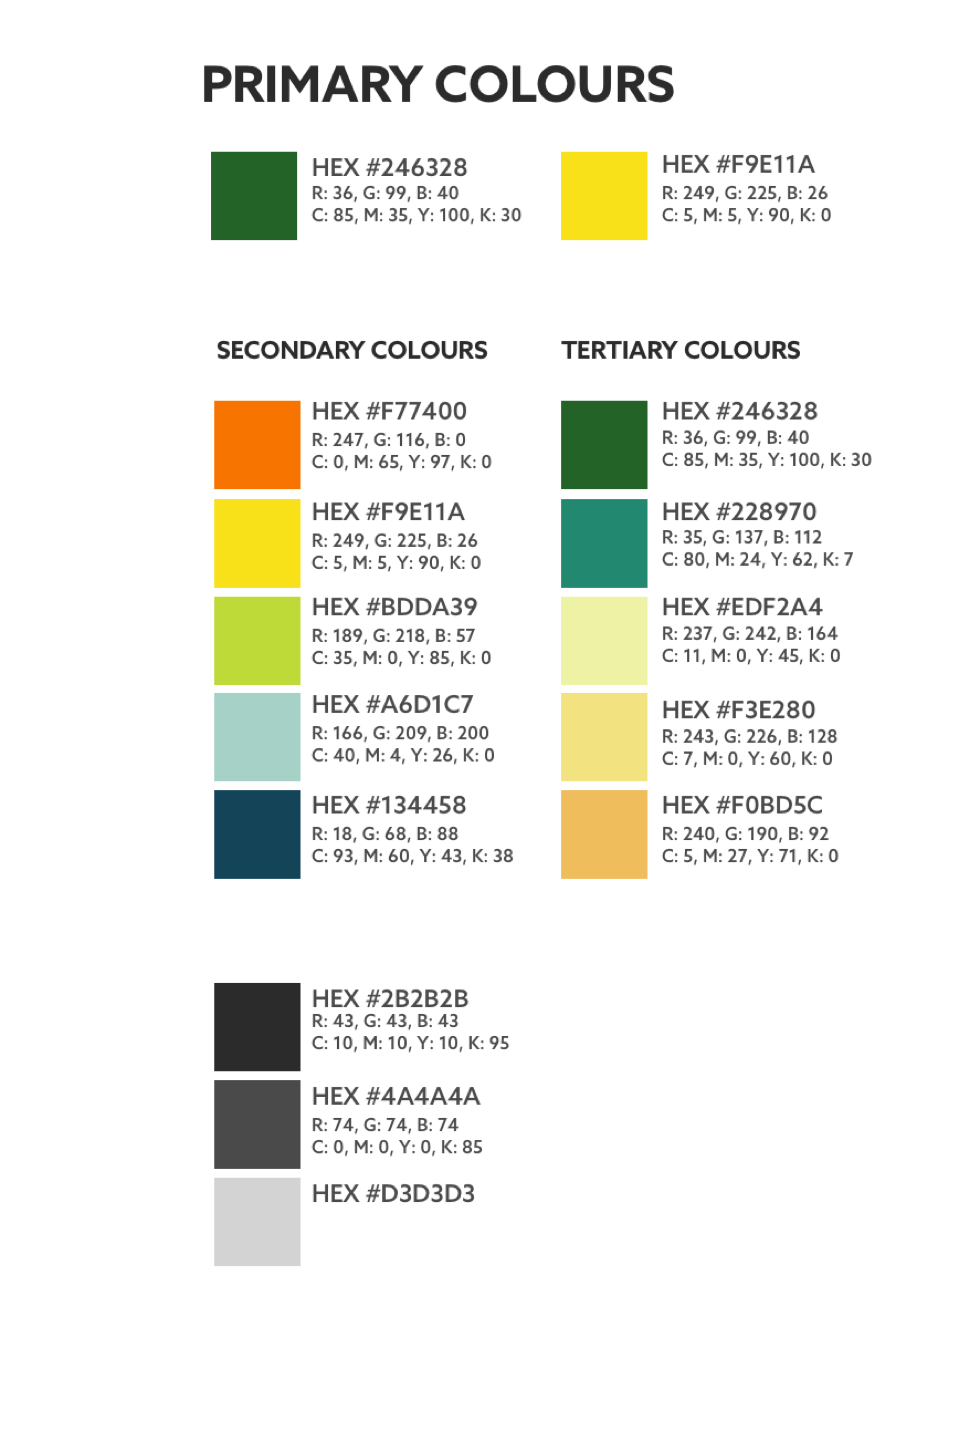 PRIMARY COLOURS
HEX #246328
R: 36, G: 99, B: 40
C: 85, M: 35, Y: 100, K: 30
HEX #F9E11A
R: 249, G: 225, B: 26
C: 5, M: 5, Y: 90, K: 0
SECONDARY COLOURS
HEX #F77400
R: 247, G: 116, B: 0
C: 0, M: 65, Y: 97, K: 0
HEX #F9E11A
R: 249, G: 225, B: 26
C: 5, M: 5, Y: 90, K: 0
HEX #BDDA39
R: 189, G: 218, B: 57
C: 35, M: 0, Y: 85, K: 0
HEX #A6D1C7
R: 166, G: 209, B: 200
C: 40, M: 4, Y: 26, K: 0
HEX #134458
R: 18, G: 68, B: 88
C: 93, M: 60, Y: 43, K: 38
TERTIARY COLOURS
HEX #246328
R: 36, G: 99, B: 40
C: 85, M: 35, Y: 100, K: 30
HEX #228970
R: 35, G: 137, B: 112
C: 80, M: 24, Y: 62, K: 7
HEX #EDF2A4
R: 237, G: 242, B: 164
C: 11, M: 0, Y: 45, K: 0
HEX #F3E280
R: 243, G: 226, B: 128
C: 7, M: 0, Y: 60, K: 0
HEX #F0BD5C
R: 240, G: 190, B: 92
C: 5, M: 27, Y: 71, K: 0
HEX #2B2B2B
R: 43, G: 43, B: 43
C: 10, M: 10, Y: 10, K: 95
HEX #4A4A4A
R: 74, G: 74, B: 74
C: 0, M: 0, Y: 0, K: 85
HEX #D3D3D3